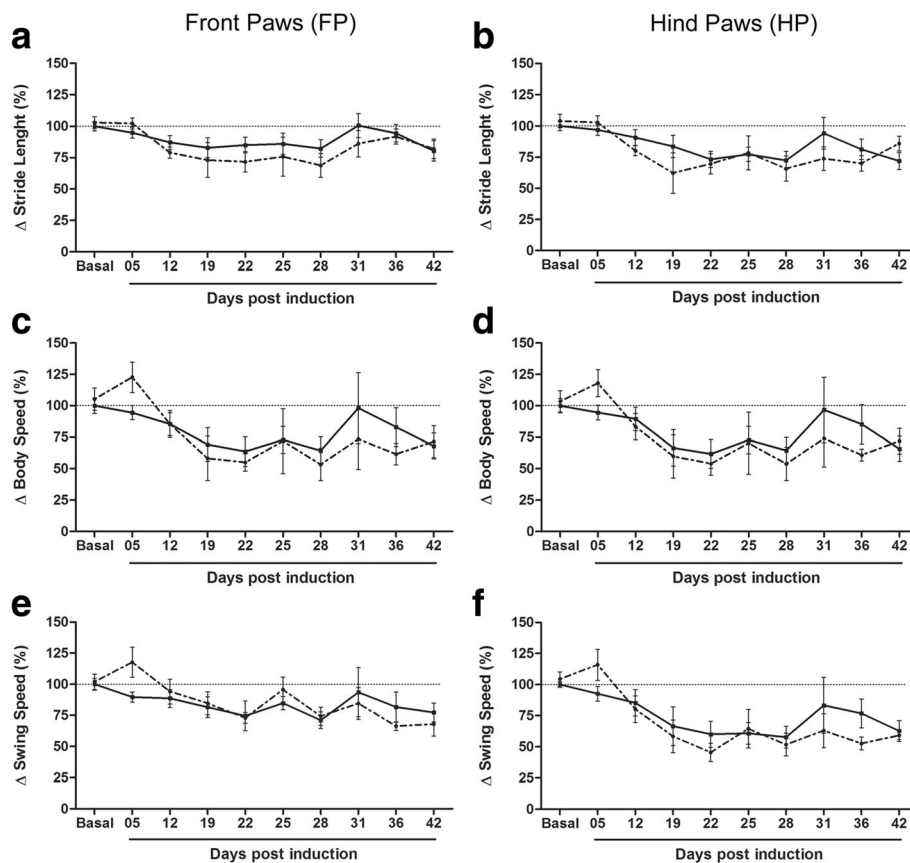 Front Paws (FP)
Hind Paws (HP)
a
Δ Stride Lenght (%)
150
125
100
75
50
25
0
Basal 05 12 19 22 25 28 31 36 42
Days post induction
b
Δ Stride Lenght (%)
150
125
100
75
50
25
0
Basal 05 12 19 22 25 28 31 36 42
Days post induction
c
Δ Body Speed (%)
150
125
100
75
50
25
0
Basal 05 12 19 22 25 28 31 36 42
Days post induction
d
Δ Body Speed (%)
150
125
100
75
50
25
0
Basal 05 12 19 22 25 28 31 36 42
Days post induction
e
Δ Swing Speed (%)
150
125
100
75
50
25
0
Basal 05 12 19 22 25 28 31 36 42
Days post induction
f
Δ Swing Speed (%)
150
125
100
75
50
25
0
Basal 05 12 19 22 25 28 31 36 42
Days post induction